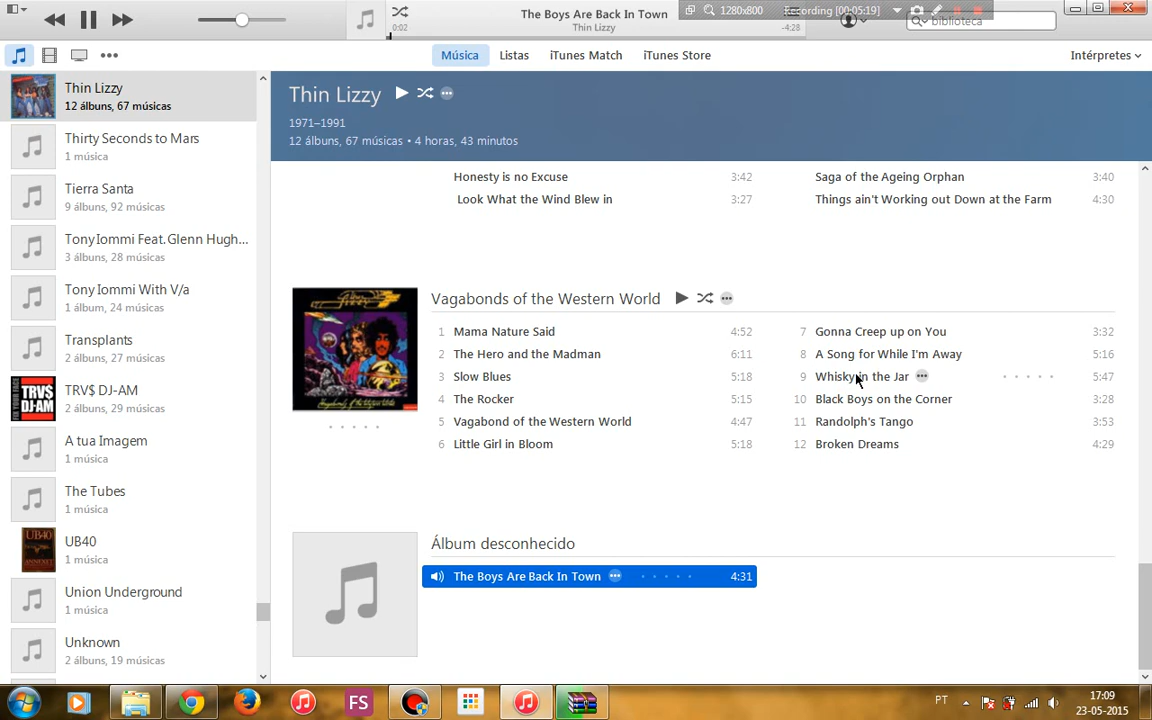 The Boys Are Back In Town
Thin Lizzy
0:02
-4:28
1280x800
Recording [00:05:19]
biblioteca
Música
Listas
iTunes Match
iTunes Store
Intérpretes
Thin Lizzy
12 álbuns, 67 músicas
Thirty Seconds to Mars
1 música
Tierra Santa
9 álbuns, 92 músicas
Tony Iommi Feat. Glenn Hugh...
3 álbuns, 28 músicas
Tony Iommi With V/a
1 álbum, 24 músicas
Transplants
2 álbuns, 27 músicas
TRV$ DJ-AM
2 álbuns, 29 músicas
A tua Imagem
1 música
The Tubes
1 música
UB40
1 música
Union Underground
1 música
Unknown
2 álbuns, 19 músicas
Thin Lizzy
1971–1991
12 álbuns, 67 músicas • 4 horas, 43 minutos
Honesty is no Excuse 3:42
Look What the Wind Blew in 3:27
Saga of the Ageing Orphan 3:40
Things ain't Working out Down at the Farm 4:30
Vagabonds of the Western World
1 Mama Nature Said 4:52
2 The Hero and the Madman 6:11
3 Slow Blues 5:18
4 The Rocker 5:15
5 Vagabond of the Western World 4:47
6 Little Girl in Bloom 5:18
7 Gonna Creep up on You 3:32
8 A Song for While I'm Away 5:16
9 Whisky in the Jar 5:47
10 Black Boys on the Corner 3:28
11 Randolph's Tango 3:53
12 Broken Dreams 4:29
Álbum desconhecido
The Boys Are Back In Town 4:31
FS
PT
17:09
23-05-2015